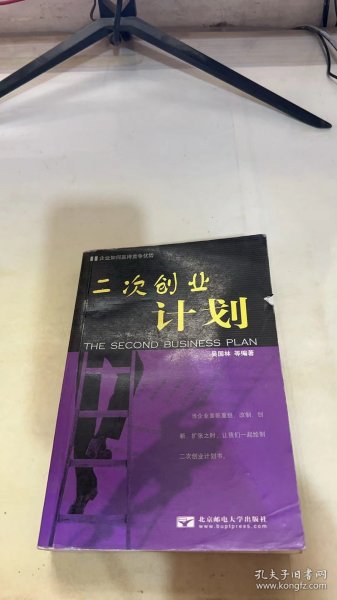 企业如何赢得竞争优势
二次创业
计划
THE SECOND BUSINESS PLAN
吴国林 等编著
当企业重新重组、改制、创
新、扩张之时，让我们一起绘制
二次创业计划书。
北京邮电大学出版社
www.buptpress.com
孔夫子旧书网
www.kongfz.com